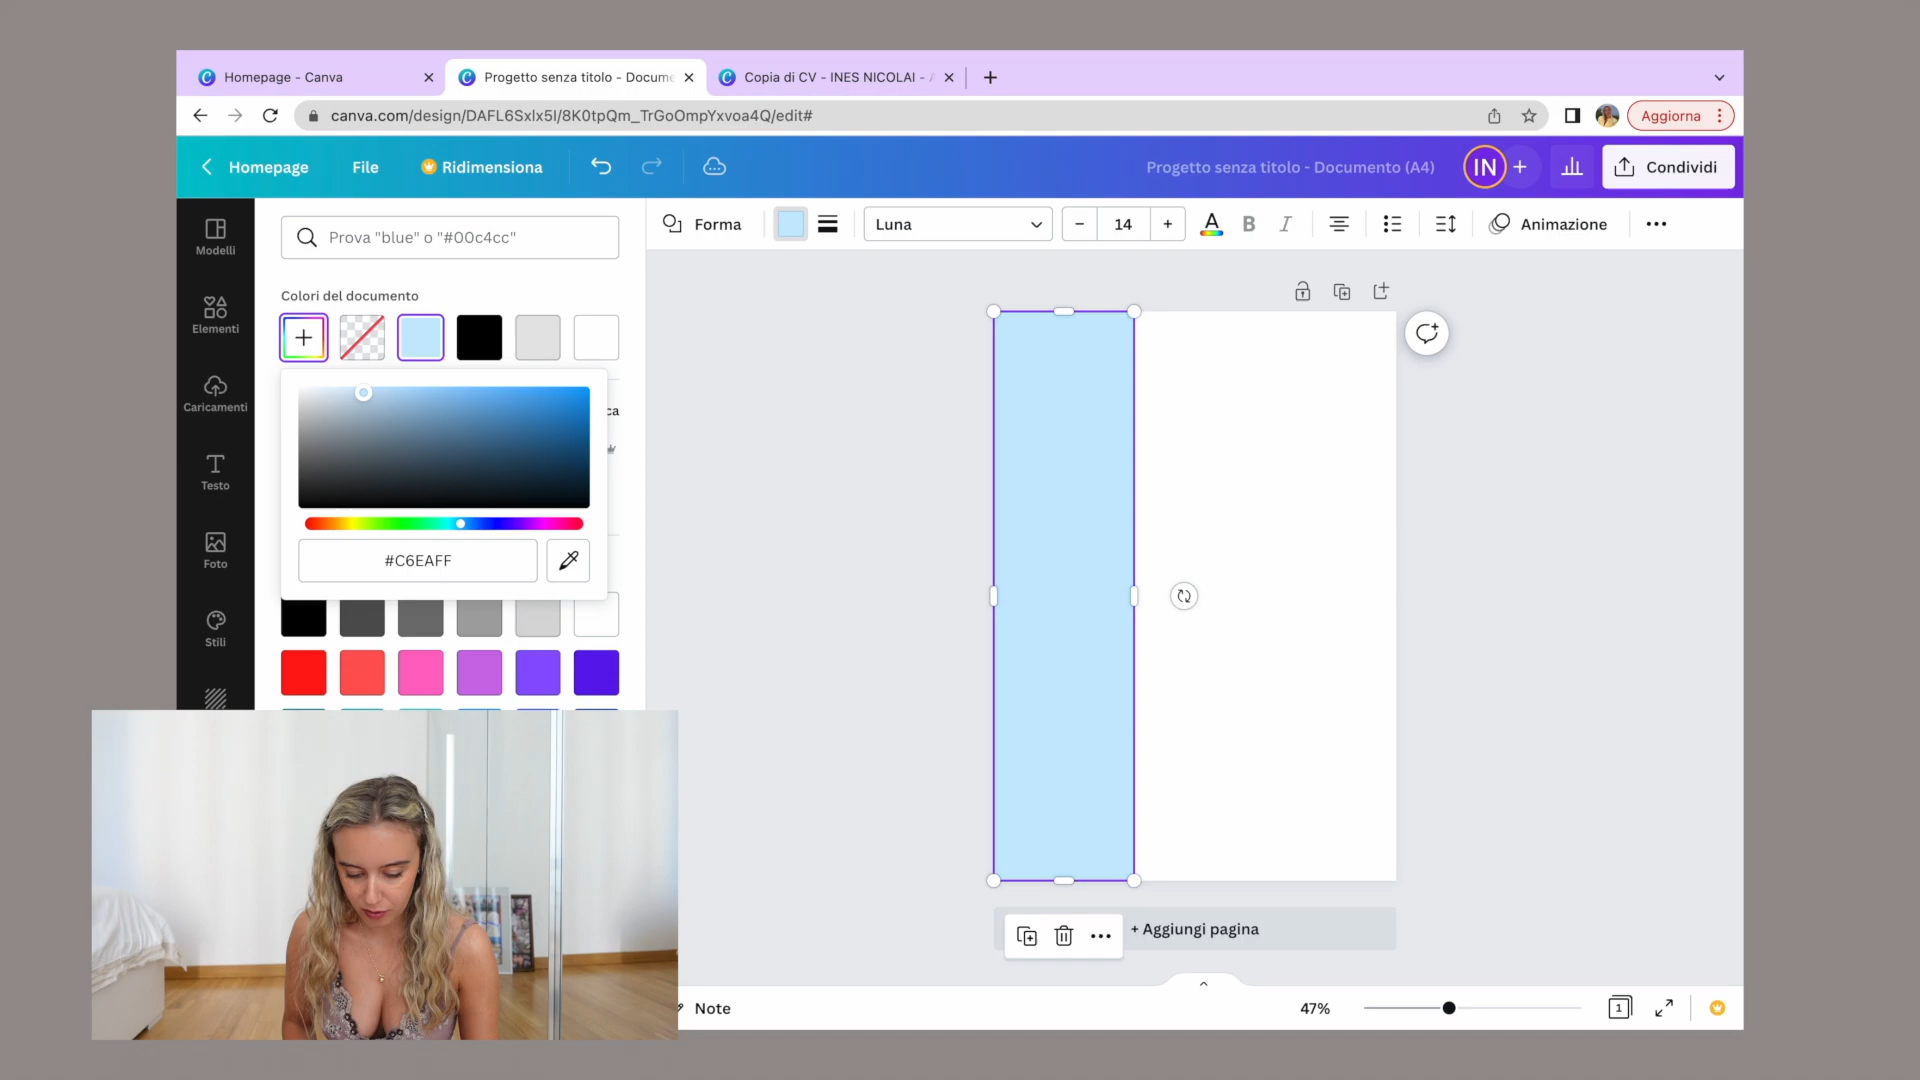 Homepage - Canva
Progetto senza titolo - Docume
Copia di CV - INES NICOLAI -
canva.com/design/DAFL6SxIx5I/8K0tpQm_TrGoOmpYxvoa4Q/edit#
Aggiorna
Homepage
File
Ridimensiona
Progetto senza titolo - Documento (A4)
IN
Condividi
Modelli
Elementi
Caricamenti
Testo
Foto
Stili
Prova "blue" o "#00c4cc"
Colori del documento
ca
#C6EAFF
Forma
Luna
14
A
B
I
Animazione
+ Aggiungi pagina
Note
47%
1